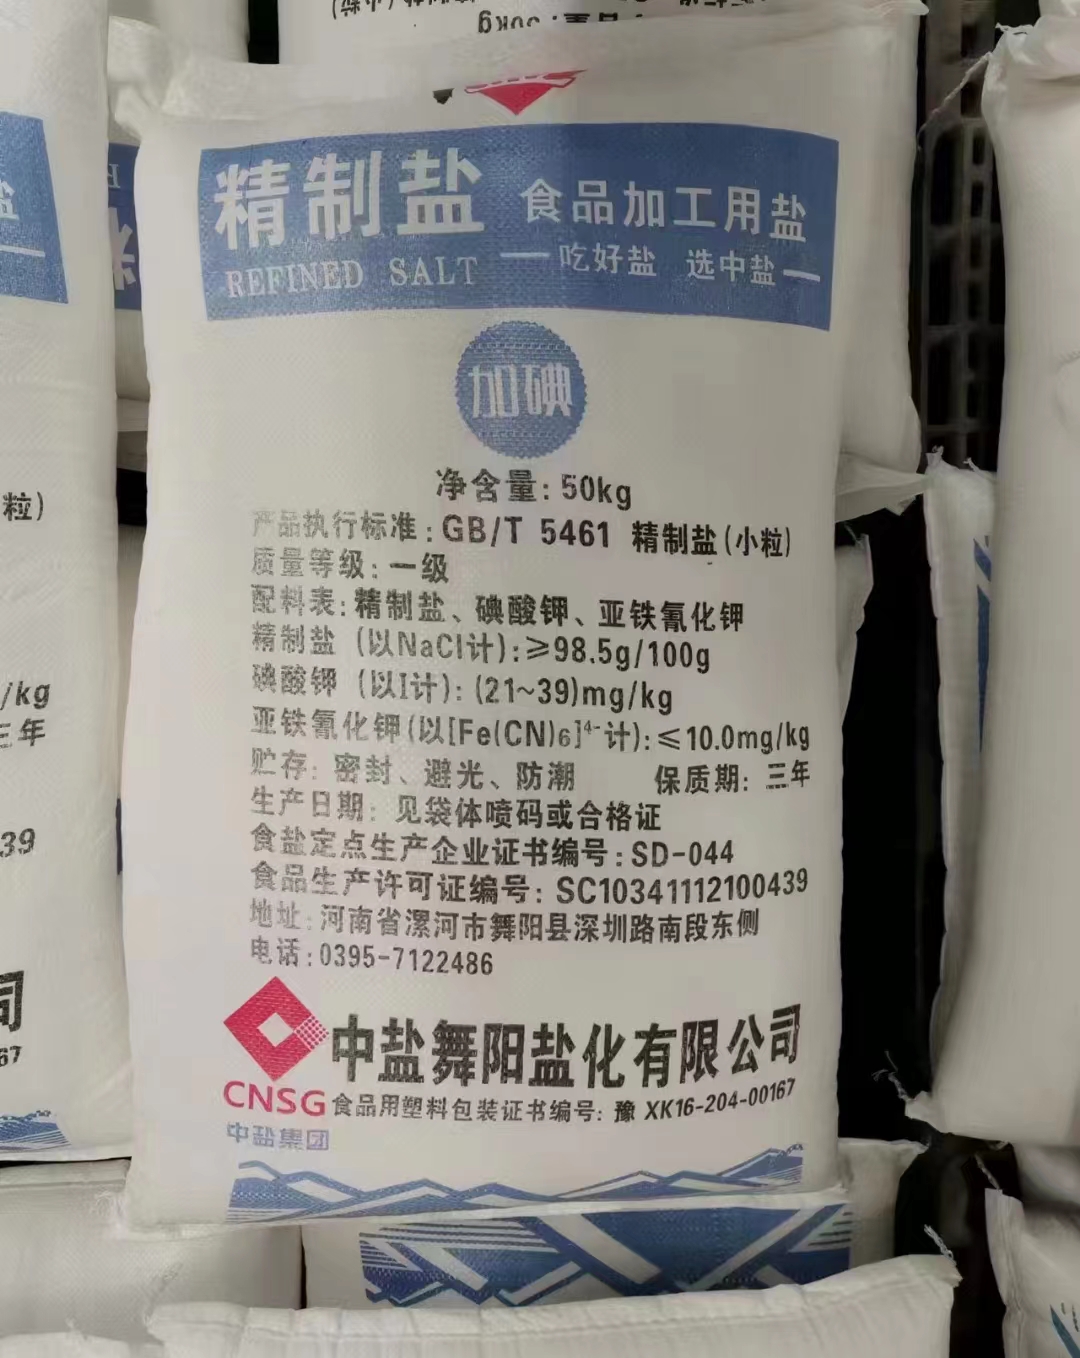 精制盐 食品加工用盐
REFINED SALT 吃好盐 选中盐
加碘
净含量：50kg
产品执行标准：GB/T 5461 精制盐(小粒)
质量等级：一级
配料表：精制盐、碘酸钾、亚铁氰化钾
精制盐（以NaCl计)：≥98.5g/100g
碘酸钾（以I计)：(21~39)mg/kg
亚铁氰化钾(以[Fe(CN)₆]⁴⁻计)：≤10.0mg/kg
贮存：密封、避光、防潮 保质期：三年
生产日期：见袋体喷码或合格证
食盐定点生产企业证书编号：SD-044
食品生产许可证编号：SC10341112100439
地址：河南省漯河市舞阳县深圳路南段东侧
电话：0395-7122486
中盐舞阳盐化有限公司
CNSG 食品用塑料包装证书编号：豫 XK16-204-00167
中盐集团
盐
粒)
/kg
三年
39
司
67